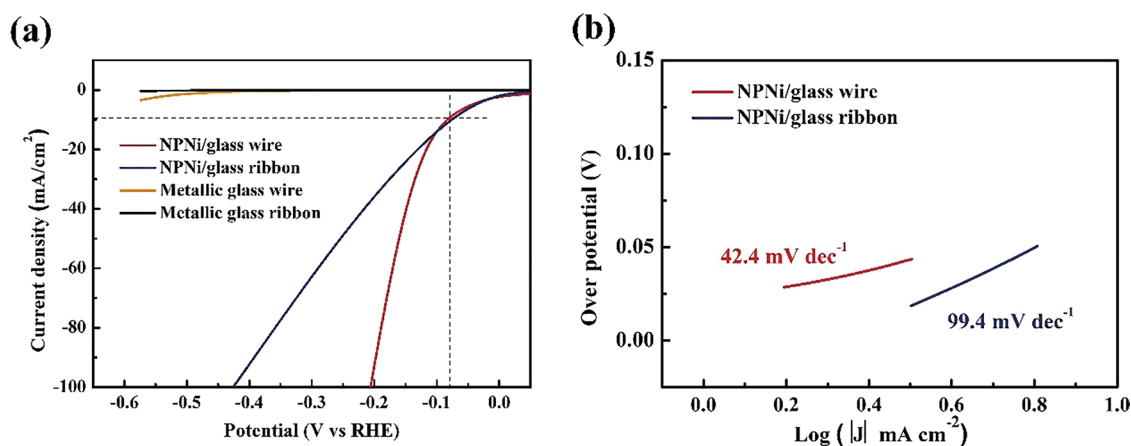 (a)
0
-20
-40
-60
-80
-100
Current density (mA/cm²)
NPNi/glass wire
NPNi/glass ribbon
Metallic glass wire
Metallic glass ribbon
-0.6 -0.5 -0.4 -0.3 -0.2 -0.1 0.0
Potential (V vs RHE)
(b)
0.15
0.10
0.05
0.00
Over potential (V)
NPNi/glass wire
NPNi/glass ribbon
42.4 mV dec⁻¹
99.4 mV dec⁻¹
0.0 0.2 0.4 0.6 0.8 1.0
Log ( |J| mA cm⁻²)